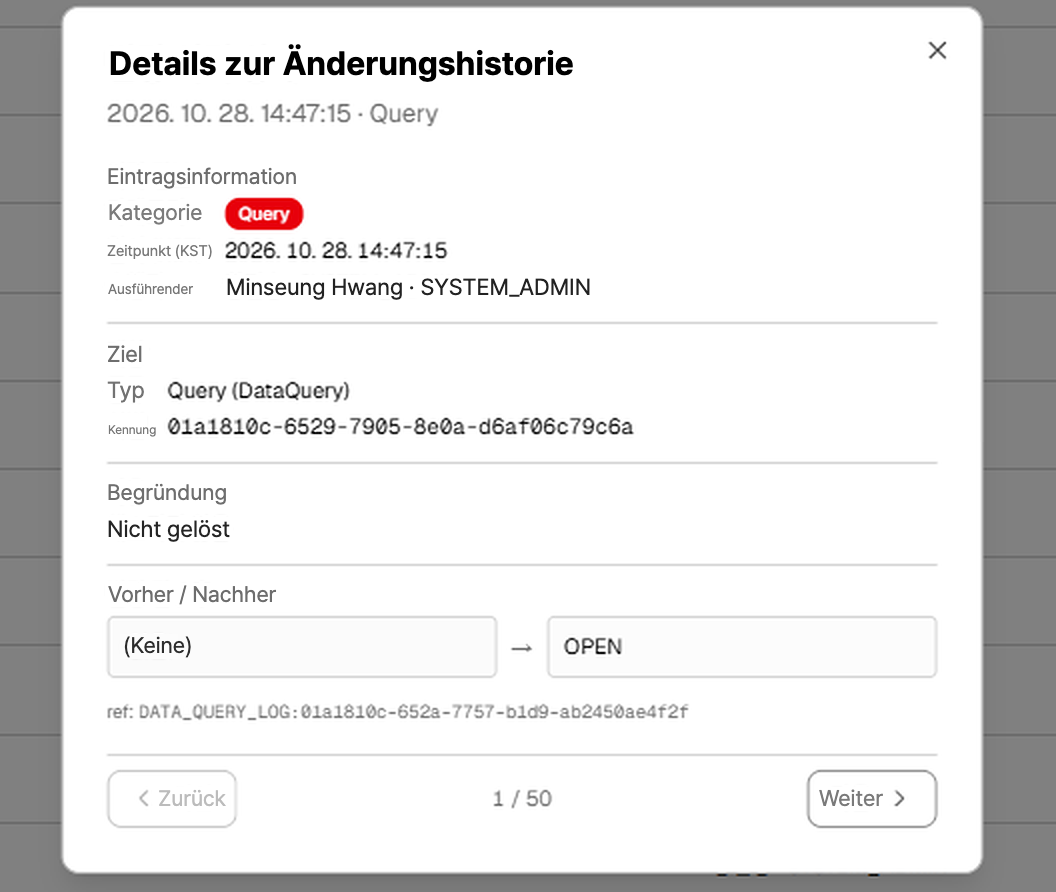 Details zur Änderungshistorie
2026. 10. 28. 14:47:15 · Query
Eintragsinformation
Kategorie Query
Zeitpunkt (KST) 2026. 10. 28. 14:47:15
Ausführender Minseung Hwang · SYSTEM_ADMIN
Ziel
Typ Query (DataQuery)
Kennung 01a1810c-6529-7905-8e0a-d6af06c79c6a
Begründung
Nicht gelöst
Vorher / Nachher
(Keine) → OPEN
ref: DATA_QUERY_LOG:01a1810c-652a-7757-b1d9-ab2450ae4f2f
Zurück 1 / 50 Weiter